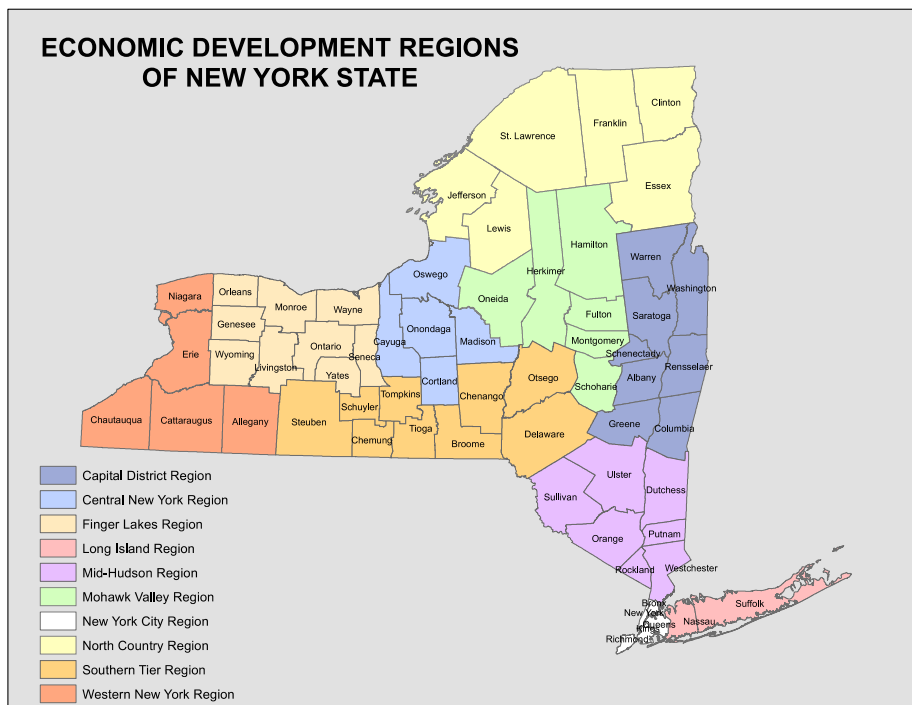 ECONOMIC DEVELOPMENT REGIONS
OF NEW YORK STATE
Clinton
Franklin
St. Lawrence
Essex
Jefferson
Lewis
Hamilton
Warren
Herkimer
Oswego
Washington
Niagara
Orleans
Oneida
Monroe
Wayne
Fulton
Saratoga
Genesee
Onondaga
Madison
Cayuga
Montgomery
Ontario
Erie
Wyoming
Seneca
Schenectady
Livingston
Rensselaer
Yates
Albany
Otsego
Cortland
Schoharie
Tompkins
Chenango
Schuyler
Chautauqua
Cattaraugus
Allegany
Steuben
Tioga
Greene
Columbia
Delaware
Chemung
Broome
Ulster
Dutchess
Sullivan
Putnam
Orange
Rockland
Westchester
Bronx
Suffolk
New York
Nassau
Queens
Kings
Richmond
Capital District Region
Central New York Region
Finger Lakes Region
Long Island Region
Mid-Hudson Region
Mohawk Valley Region
New York City Region
North Country Region
Southern Tier Region
Western New York Region